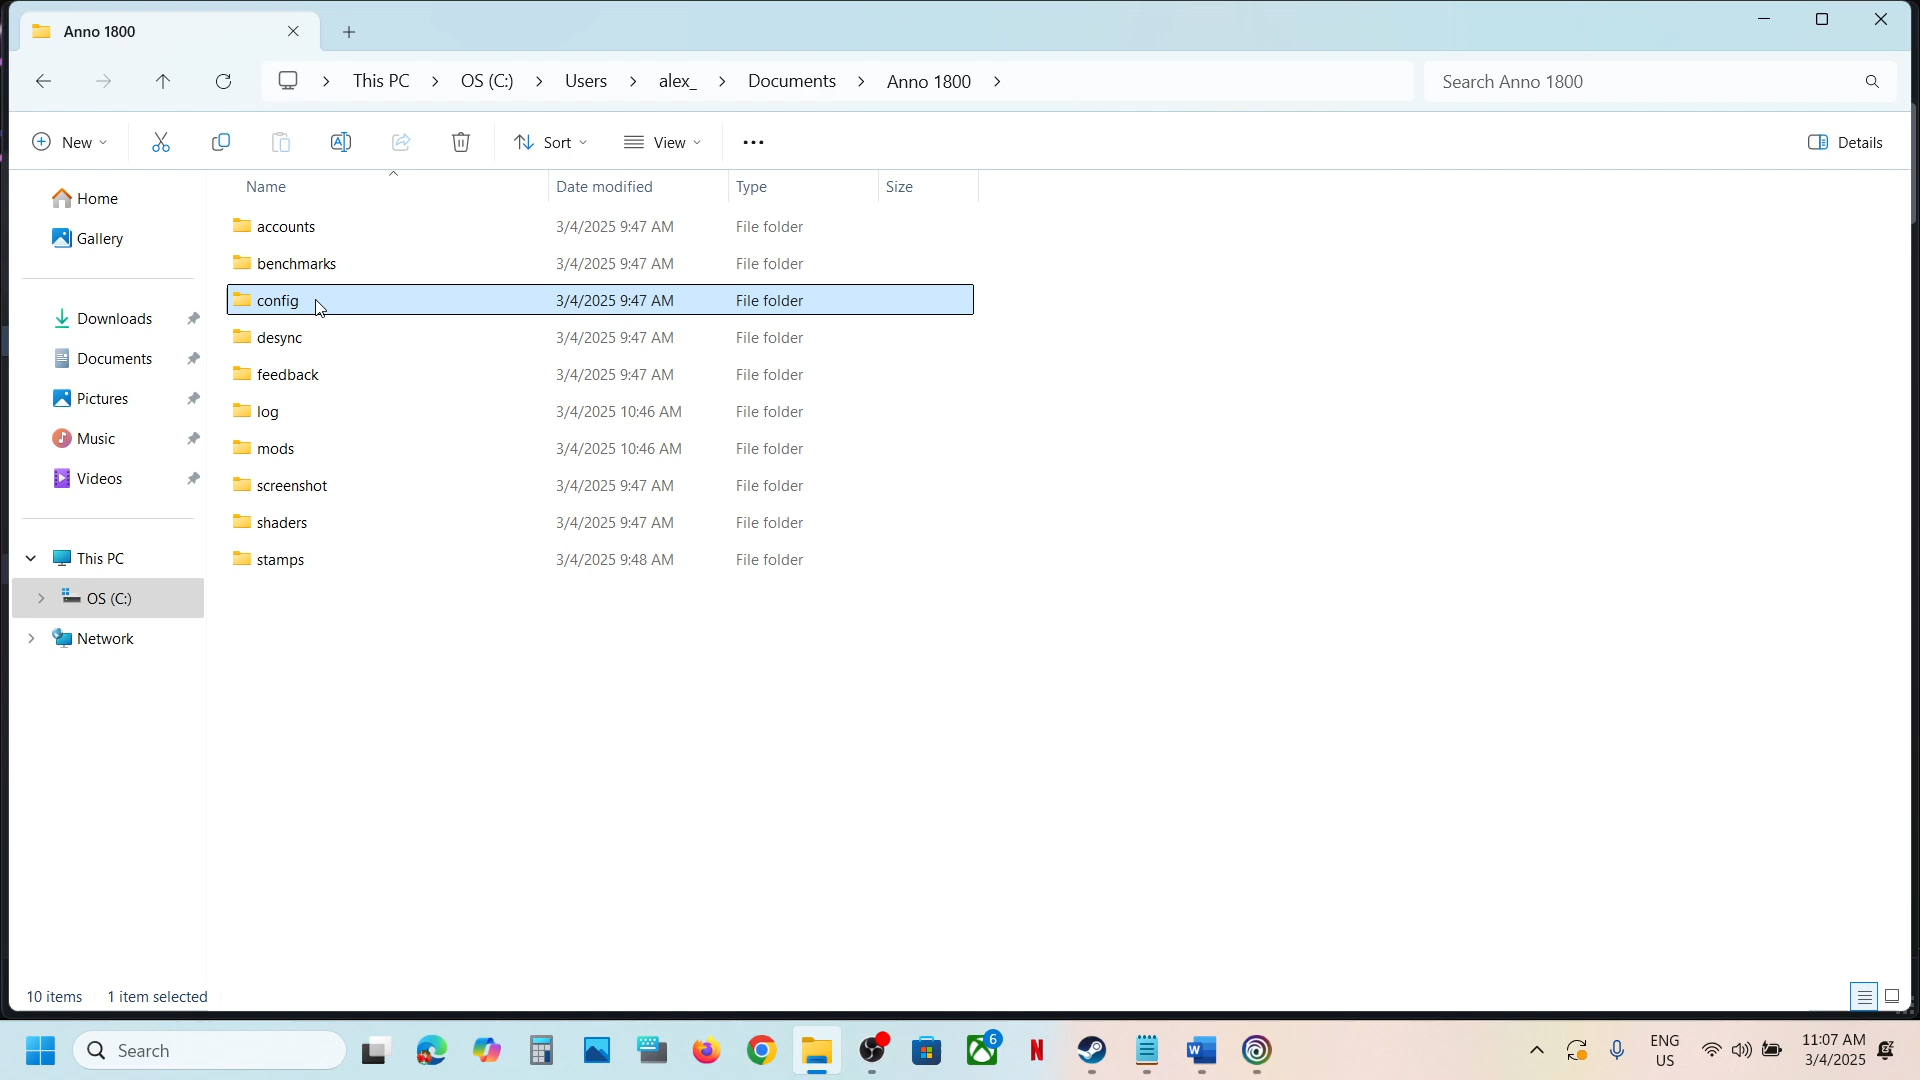 Anno 1800
This PC > OS (C:) > Users > alex_ > Documents > Anno 1800 >
Search Anno 1800
New
Sort
View
Details
Name Date modified Type Size
Home
Gallery
Downloads
Documents
Pictures
Music
Videos
This PC
OS (C:)
Network
accounts 3/4/2025 9:47 AM File folder
benchmarks 3/4/2025 9:47 AM File folder
config 3/4/2025 9:47 AM File folder
desync 3/4/2025 9:47 AM File folder
feedback 3/4/2025 9:47 AM File folder
log 3/4/2025 10:46 AM File folder
mods 3/4/2025 10:46 AM File folder
screenshot 3/4/2025 9:47 AM File folder
shaders 3/4/2025 9:47 AM File folder
stamps 3/4/2025 9:48 AM File folder
10 items 1 item selected
Search
6
ENG
US
11:07 AM
3/4/2025